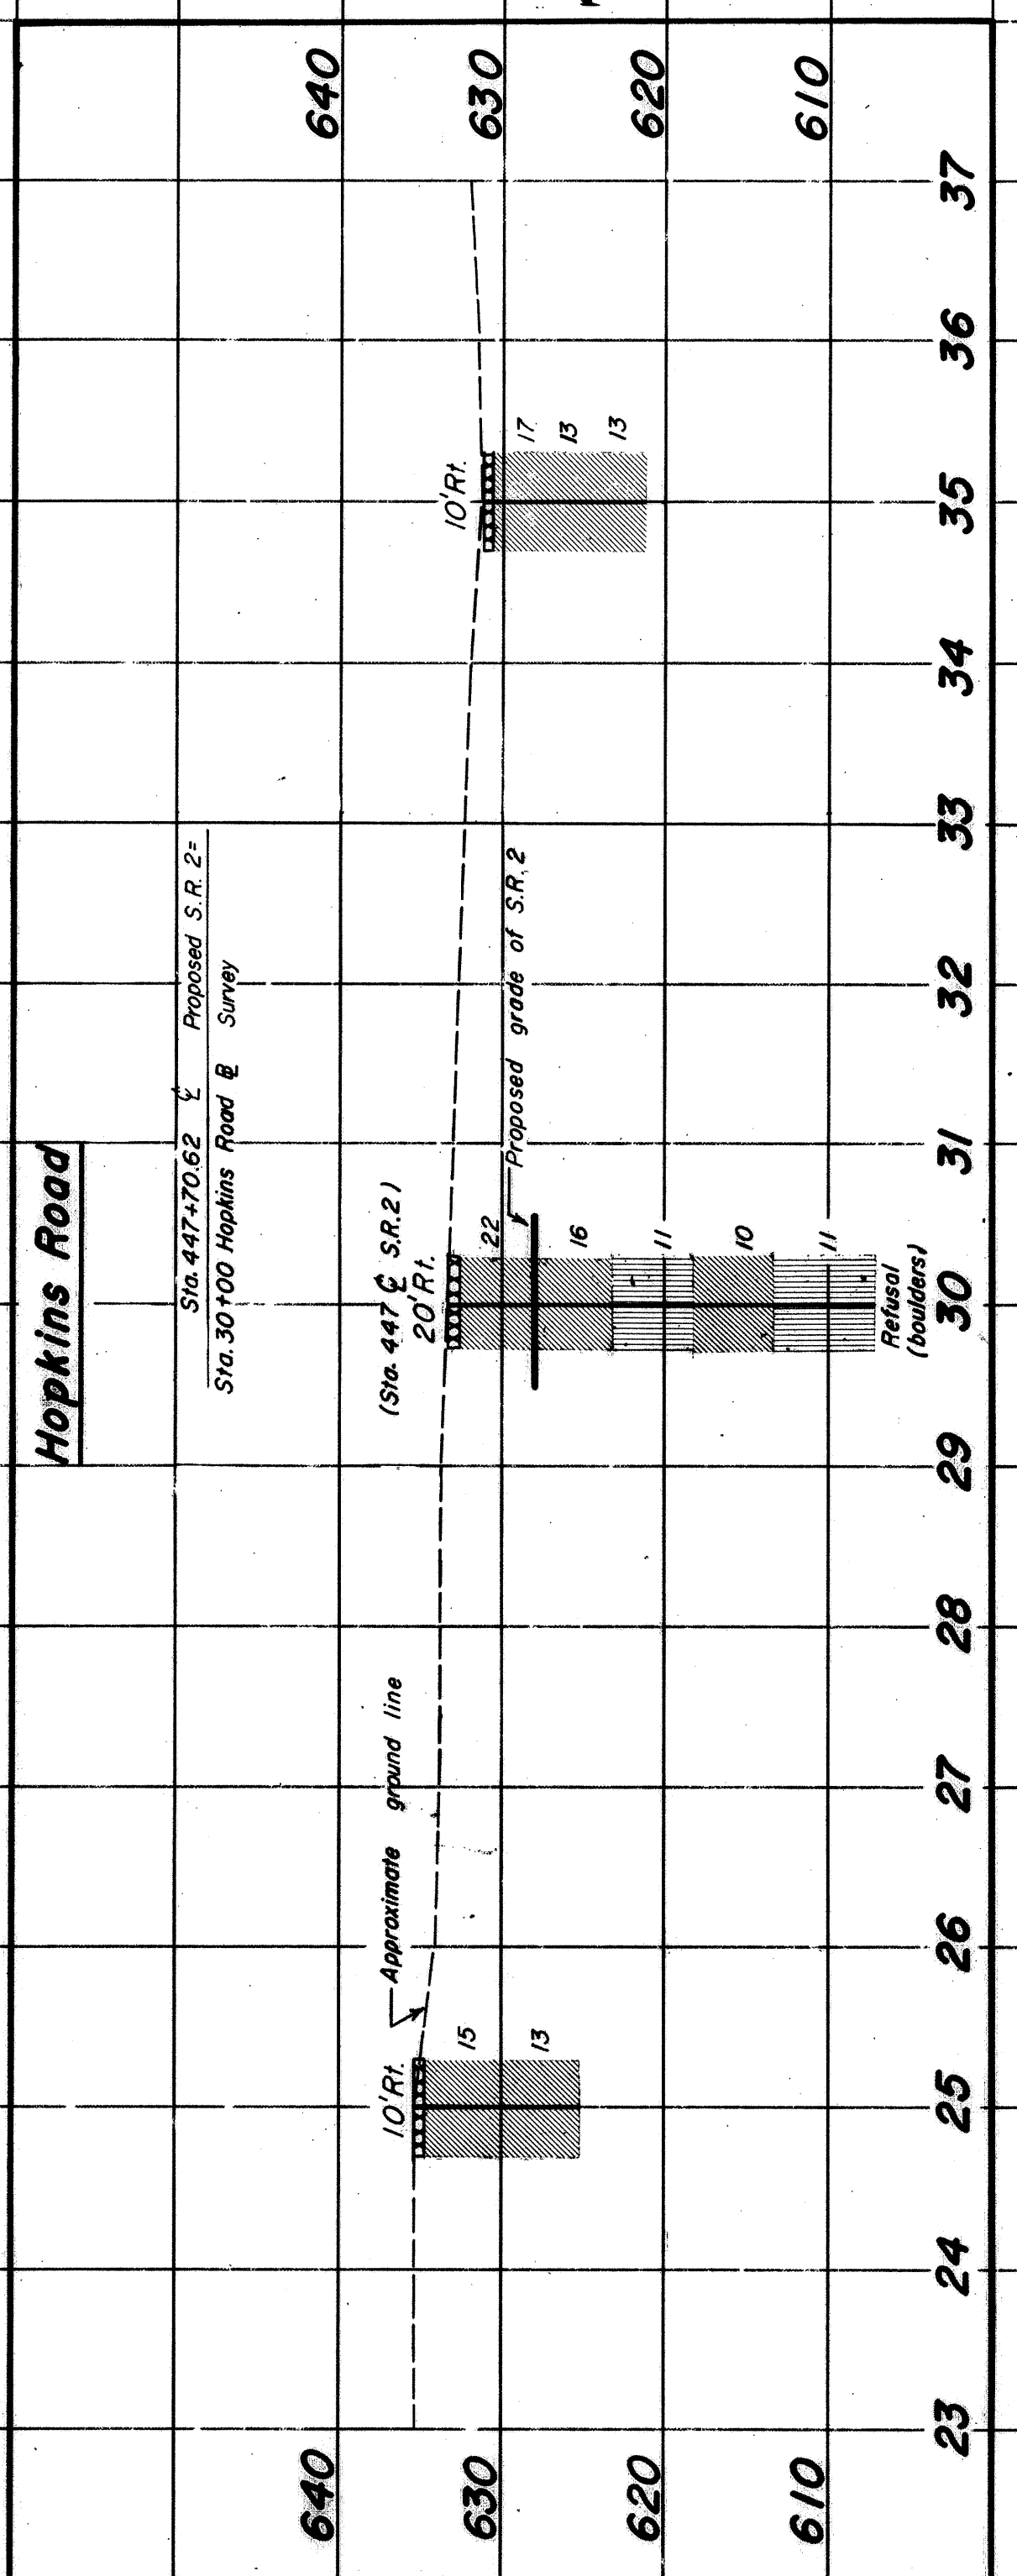 Hopkins Road
Sta. 447+70.62 ℄ Proposed S.R. 2=
Sta. 30+00 Hopkins Road Survey
640
640
630
630
620
620
610
610
Approximate ground line
10' Rt.
15
13
(Sta. 447 ℄ S.R.2)
20' Rt.
22
16
11
10
11
Refusal
(boulders)
Proposed grade of S.R. 2
10' Rt.
17
13
13
23 24 25 26 27 28 29 30 31 32 33 34 35 36 37